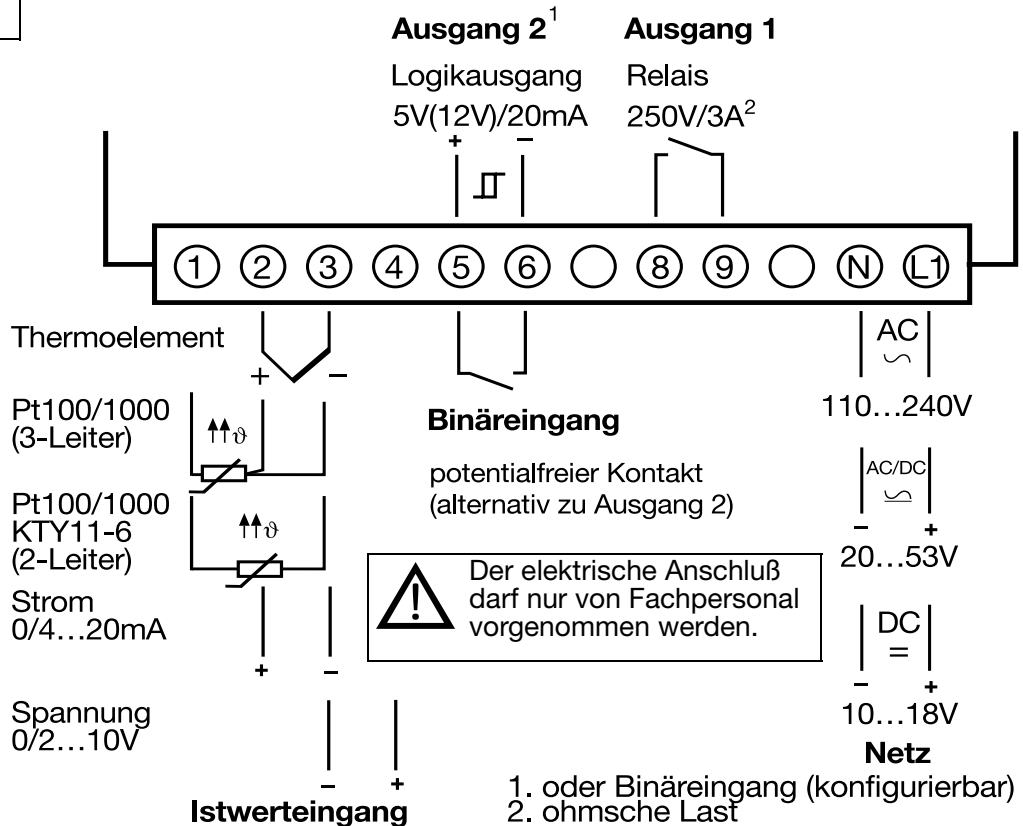 Ausgang 2¹ Ausgang 1
Logikausgang Relais
5V(12V)/20mA 250V/3A²
+ −
1 2 3 4 5 6 8 9 N L1
Thermoelement
+ −
AC
110...240V
Pt100/1000
(3-Leiter)
ϑ
Binäreingang
potentialfreier Kontakt
(alternativ zu Ausgang 2)
AC/DC
− +
20...53V
Pt100/1000
KTY11-6
(2-Leiter)
ϑ
Der elektrische Anschluß
darf nur von Fachpersonal
vorgenommen werden.
Strom
0/4...20mA
+ −
DC
=
− +
10...18V
Netz
Spannung
0/2...10V
− +
Istwerteingang
1. oder Binäreingang (konfigurierbar)
2. ohmsche Last